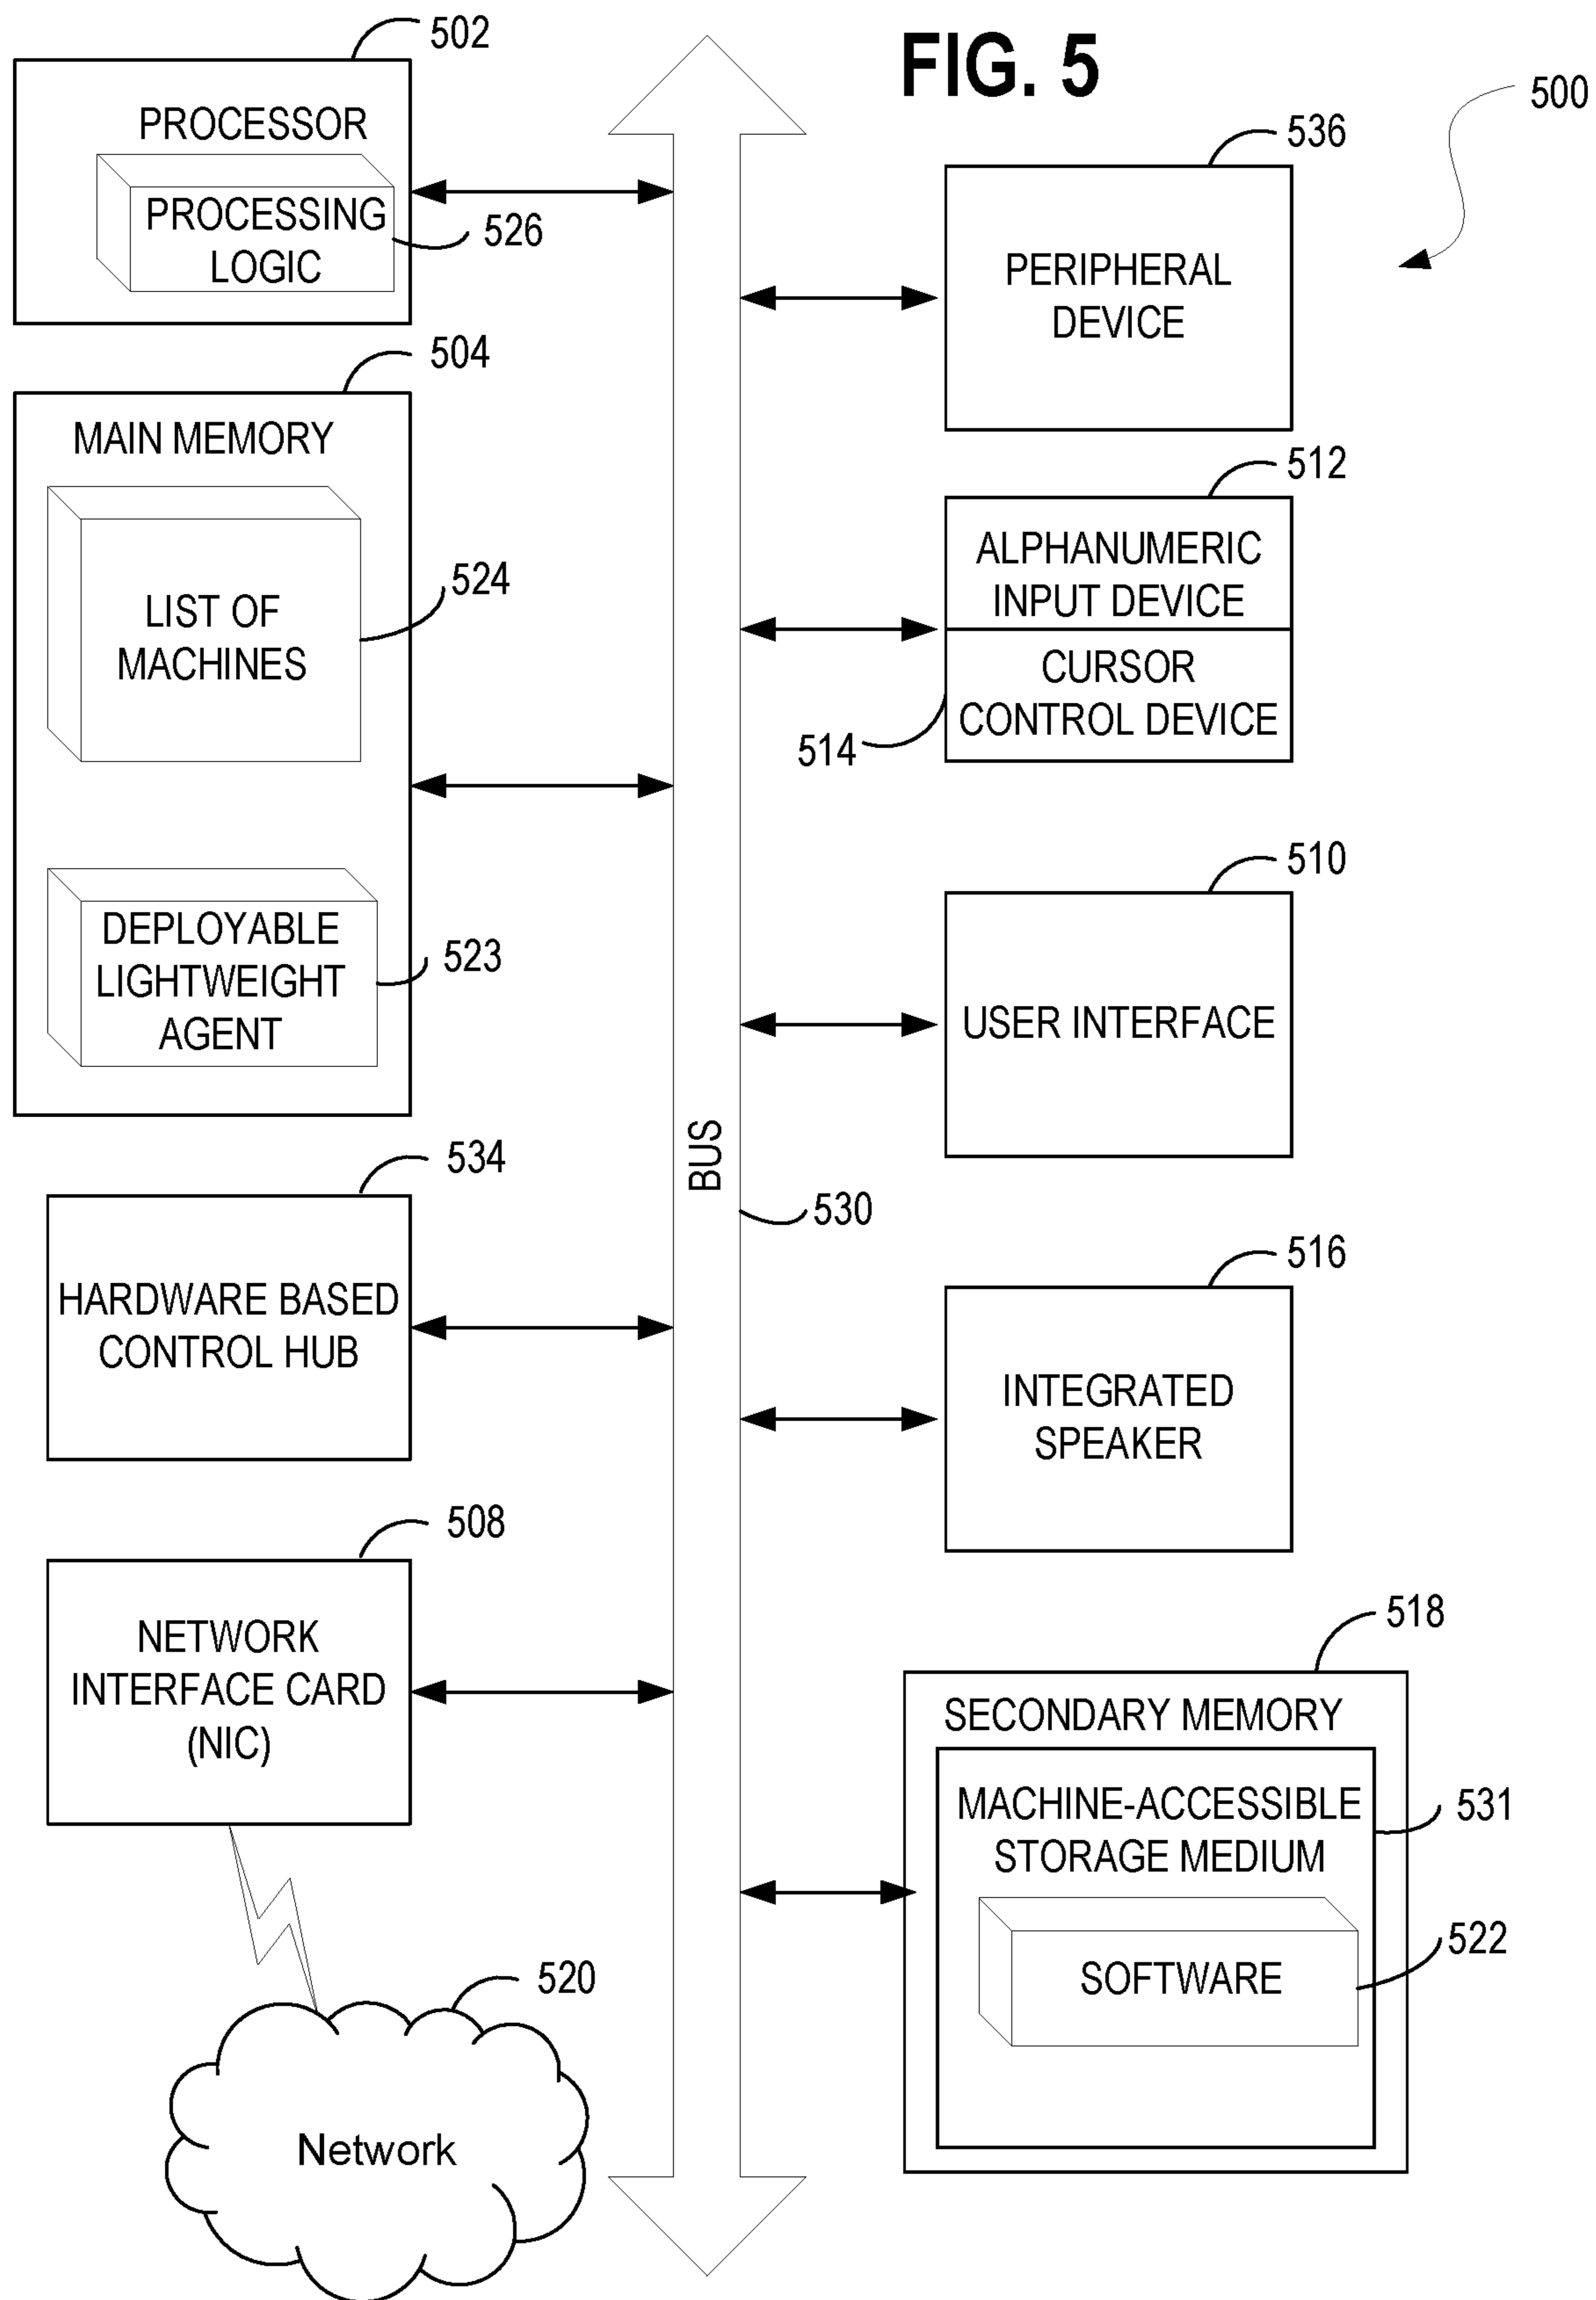 FIG. 5
500
502
PROCESSOR
PROCESSING
LOGIC
526
504
MAIN MEMORY
LIST OF
MACHINES
524
DEPLOYABLE
LIGHTWEIGHT
AGENT
523
534
HARDWARE BASED
CONTROL HUB
508
NETWORK
INTERFACE CARD
(NIC)
520
Network
BUS
530
536
PERIPHERAL
DEVICE
512
ALPHANUMERIC
INPUT DEVICE
CURSOR
CONTROL DEVICE
514
510
USER INTERFACE
516
INTEGRATED
SPEAKER
518
SECONDARY MEMORY
MACHINE-ACCESSIBLE
STORAGE MEDIUM
531
SOFTWARE
522